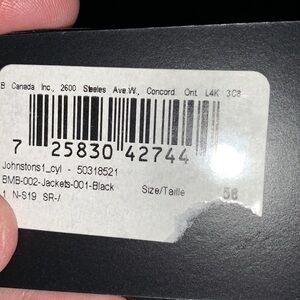 B Canada Inc., 2600 Steeles Ave.W., Concord Ont L4K 3C8
7 25830 42744
Johnstons1_cyl - 50318521
BMB-002-Jackets-001-Black
Size/Taille 58
1 N-S19 SR-/